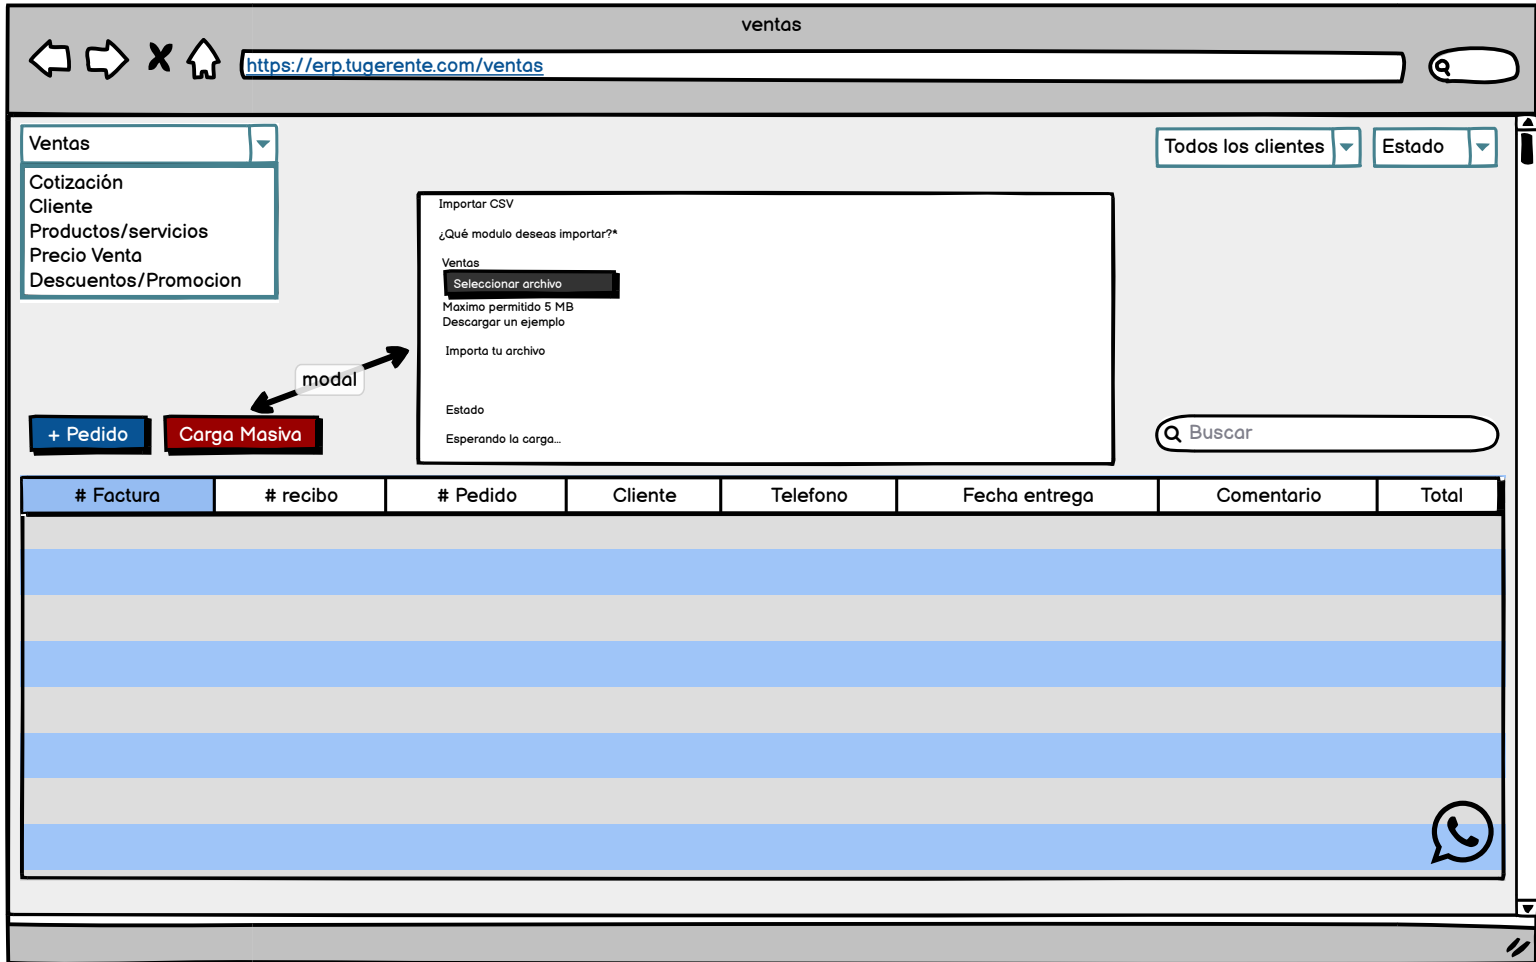 ventas
https://erp.tugerente.com/ventas
Ventas
Todos los clientes
Estado
Cotización
Cliente
Productos/servicios
Precio Venta
Descuentos/Promocion
Importar CSV
¿Qué modulo deseas importar?*
Ventas
Seleccionar archivo
Maximo permitido 5 MB
Descargar un ejemplo
Importa tu archivo
Estado
Esperando la carga...
modal
+ Pedido
Carga Masiva
Buscar
# Factura
# recibo
# Pedido
Cliente
Telefono
Fecha entrega
Comentario
Total